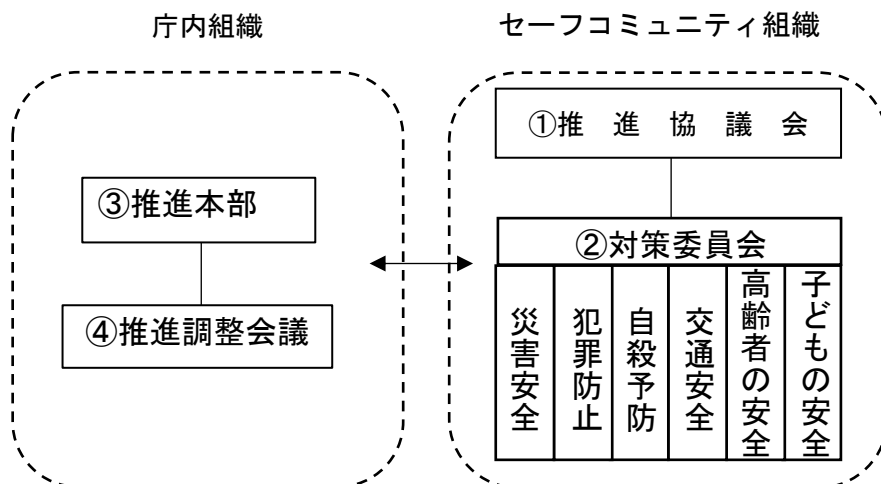 庁内組織
セーフコミュニティ組織
①推進協議会
③推進本部
②対策委員会
④推進調整会議
災害安全
犯罪防止
自殺予防
交通安全
高齢者の安全
子どもの安全